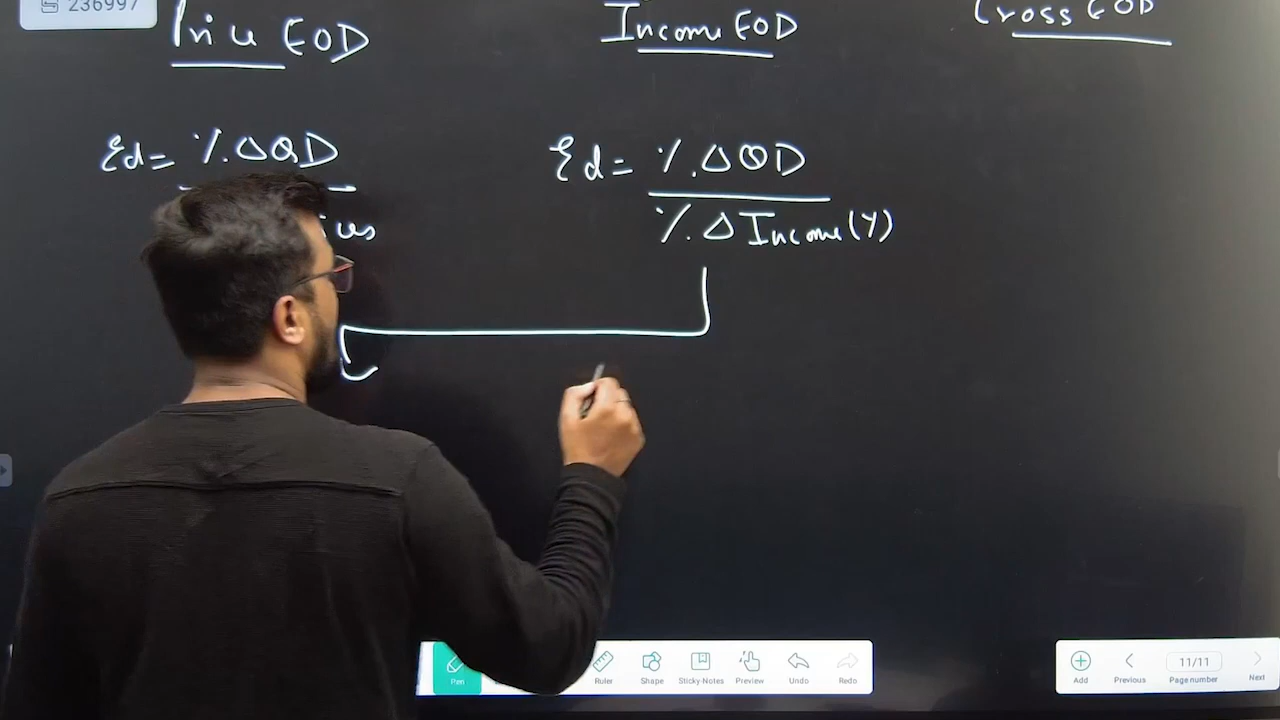 236997
Price EOD
Income EOD
Cross EOD
Ed = %ΔQD
Ed = %ΔQD
%Δ Income (Y)
Pen
Ruler
Shape
Sticky Notes
Preview
Undo
Redo
Add
Previous
11/11
Page number
Next